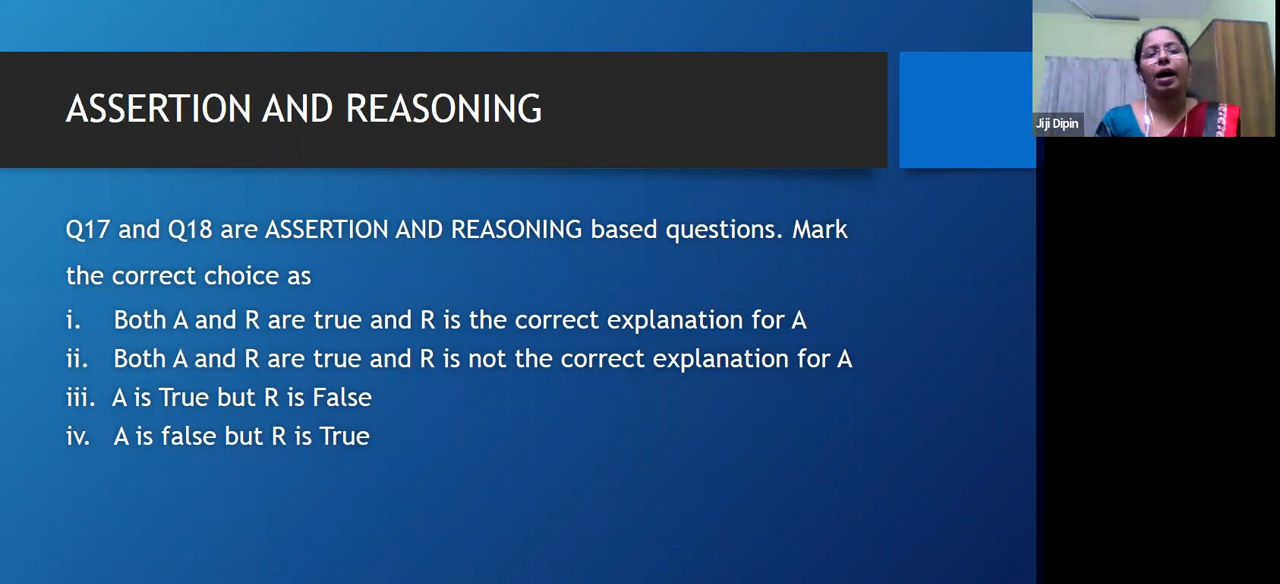 ASSERTION AND REASONING
Jiji Dipin
Q17 and Q18 are ASSERTION AND REASONING based questions. Mark
the correct choice as
i. Both A and R are true and R is the correct explanation for A
ii. Both A and R are true and R is not the correct explanation for A
iii. A is True but R is False
iv. A is false but R is True